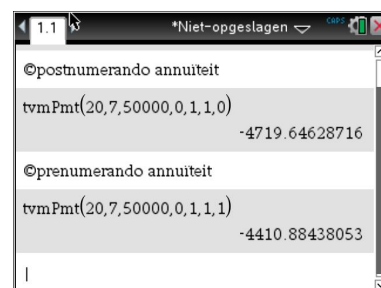 1.1 *Niet-opgeslagen CAPS
©postnumerando annuïteit
tvmPmt(20,7,50000,0,1,1,0)
-4719.64628716
©prenumerando annuïteit
tvmPmt(20,7,50000,0,1,1,1)
-4410.88438053